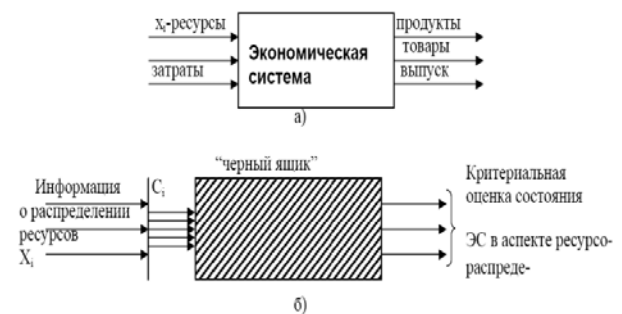 xᵢ-ресурсы
затраты
Экономическая
система
продукты
товары
выпуск
а)
"черный ящик"
Информация
о распределении
ресурсов
Xᵢ
Cᵢ
Критериальная
оценка состояния
ЭС в аспекте ресурсо-
распреде-
б)